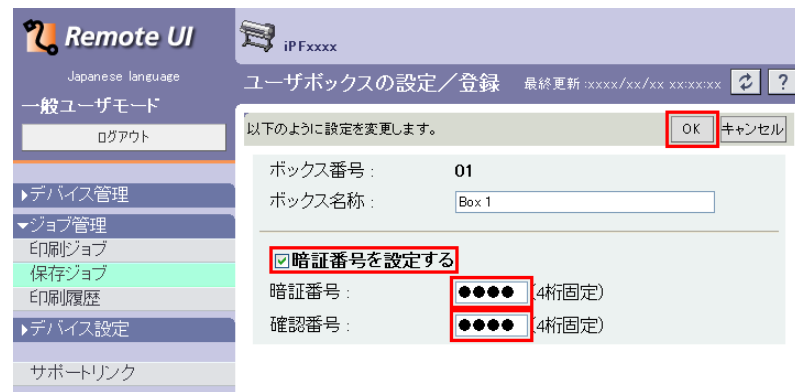 Remote UI
Japanese language
一般ユーザモード
ログアウト
▶デバイス管理
▼ジョブ管理
印刷ジョブ
保存ジョブ
印刷履歴
▶デバイス設定
サポートリンク
iPFxxxx
ユーザボックスの設定／登録 最終更新:xxxx/xx/xx xx:xx:xx ?
以下のように設定を変更します。 OK キャンセル
ボックス番号: 01
ボックス名称: Box 1
暗証番号を設定する
暗証番号: ●●●● (4桁固定)
確認番号: ●●●● (4桁固定)